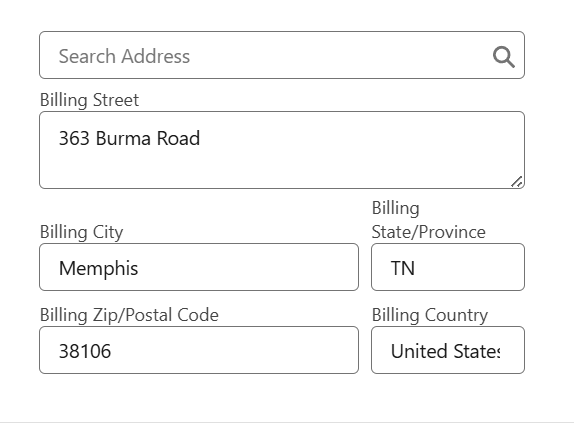 Search Address
Billing Street
363 Burma Road
Billing City
Billing
State/Province
Memphis
TN
Billing Zip/Postal Code
Billing Country
38106
United States